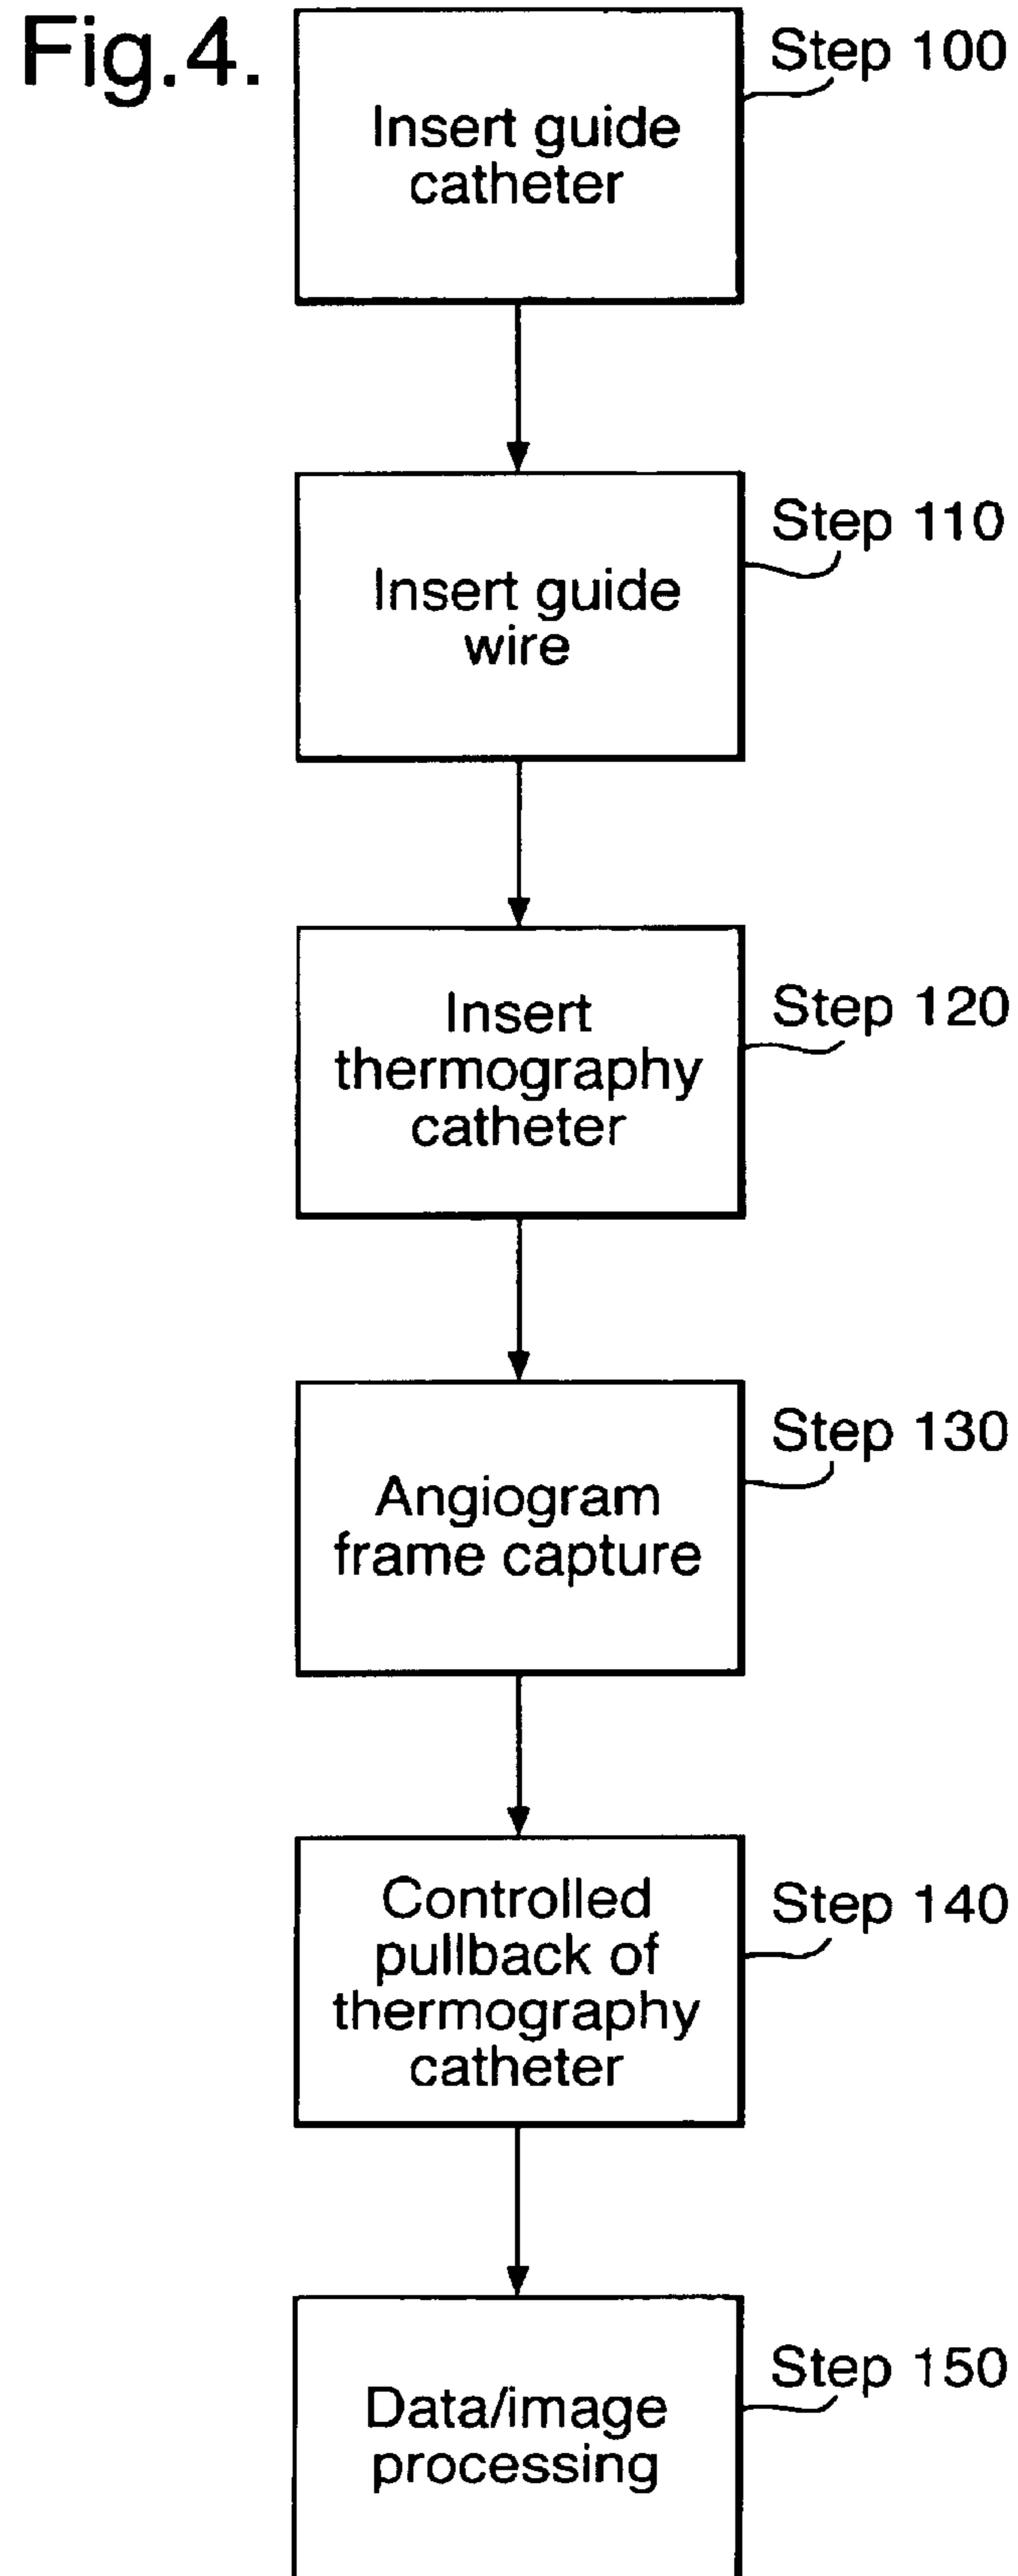 Fig.4.
Step 100
Insert guide
catheter
Step 110
Insert guide
wire
Step 120
Insert
thermography
catheter
Step 130
Angiogram
frame capture
Step 140
Controlled
pullback of
thermography
catheter
Step 150
Data/image
processing